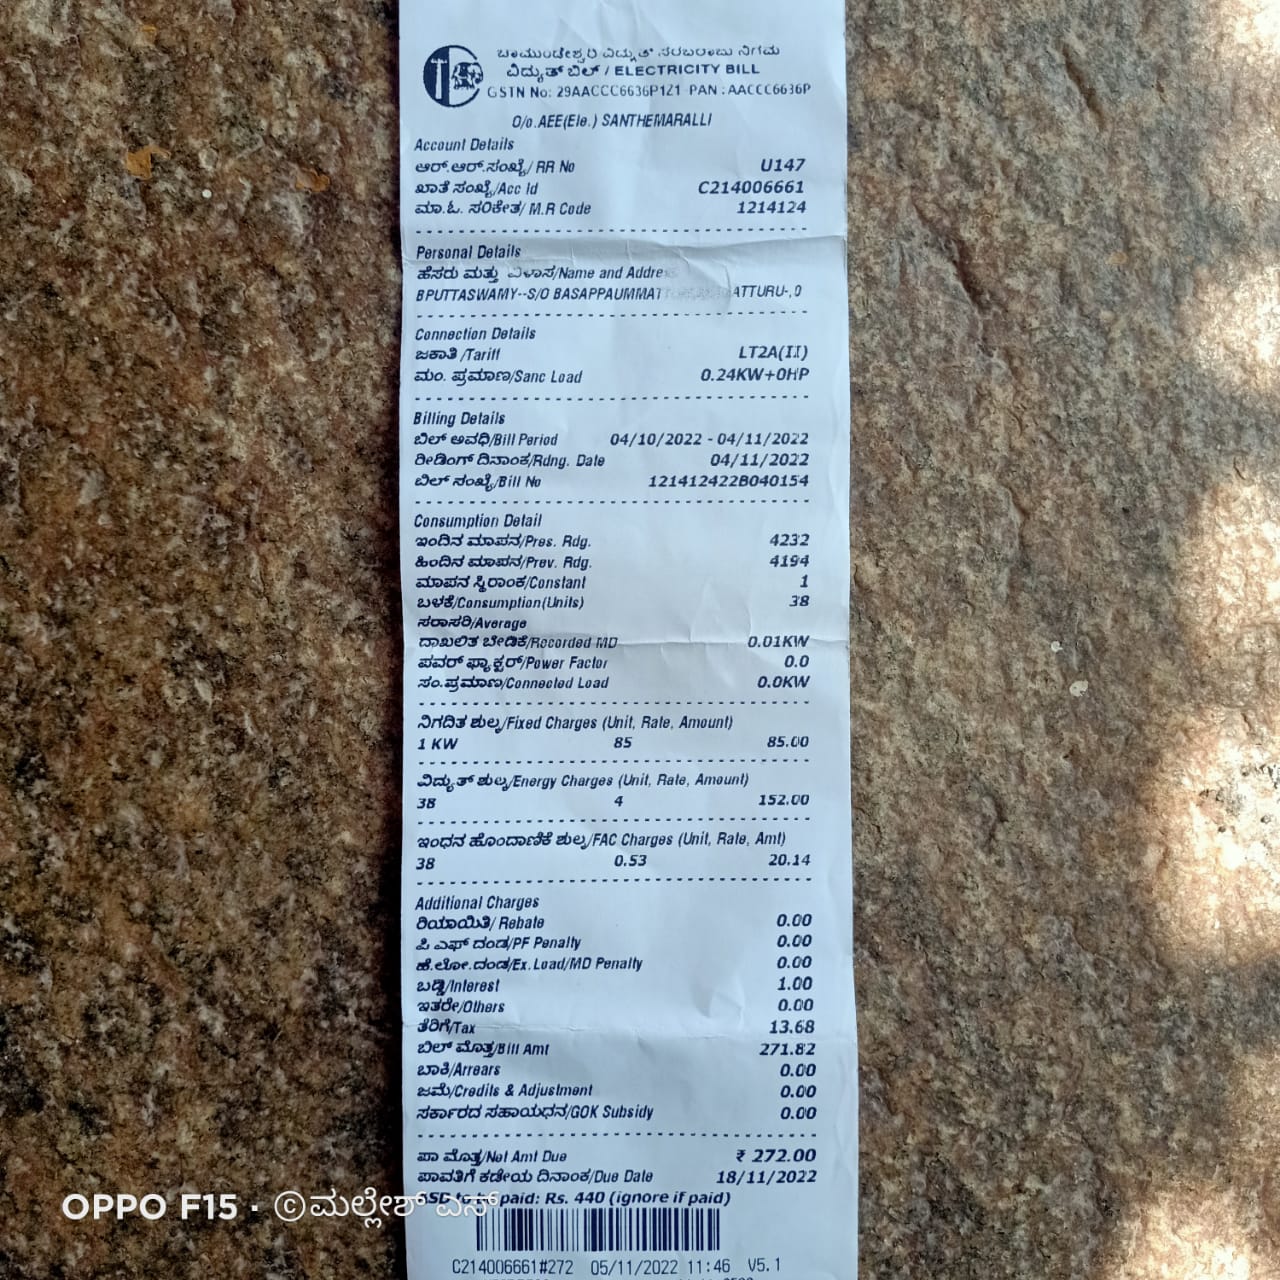 ಚಾಮುಂಡೇಶ್ವರಿ ವಿದ್ಯುತ್ ಸರಬರಾಜು ನಿಗಮ
ವಿದ್ಯುತ್ ಬಿಲ್ / ELECTRICITY BILL
GSTN No: 29AACCC6636P1Z1 PAN : AACCC6636P
O/o.AEE(Ele.) SANTHEMARALLI
Account Details
ಆರ್.ಆರ್.ಸಂಖ್ಯೆ/ RR No U147
ಖಾತೆ ಸಂಖ್ಯೆ/Acc Id C214006661
ಮಾ.ಓ. ಸಂಕೇತ/ M.R Code 1214124
Personal Details
ಹೆಸರು ಮತ್ತು ವಿಳಾಸ/Name and Addre
BPUTTASWAMY--S/O BASAPPAUMMAT ATTURU-,0
Connection Details
ಜಕಾತಿ /Tariff LT2A(II)
ಮಂ. ಪ್ರಮಾಣ/Sanc Load 0.24KW+0HP
Billing Details
ಬಿಲ್ ಅವಧಿ/Bill Period 04/10/2022 - 04/11/2022
ರೀಡಿಂಗ್ ದಿನಾಂಕ/Rdng. Date 04/11/2022
ಬಿಲ್ ಸಂಖ್ಯೆ/Bill No 1214124228040154
Consumption Detail
ಇಂದಿನ ಮಾಪನ/Pres. Rdg. 4232
ಹಿಂದಿನ ಮಾಪನ/Prev. Rdg. 4194
ಮಾಪನ ಸ್ಥಿರಾಂಕ/Constant 1
ಬಳಕೆ/Consumption(Units) 38
ಸರಾಸರಿ/Average
ದಾಖಲಿತ ಬೇಡಿಕೆ/Recorded MD 0.01KW
ಪವರ್ ಫ್ಯಾಕ್ಟರ್/Power Factor 0.0
ಸಂ.ಪ್ರಮಾಣ/Connected Load 0.0KW
ನಿಗದಿತ ಶುಲ್ಕ/Fixed Charges (Unit, Rate, Amount)
1 KW 85 85.00
ವಿದ್ಯುತ್ ಶುಲ್ಕ/Energy Charges (Unit, Rate, Amount)
38 4 152.00
ಇಂಧನ ಹೊಂದಾಣಿಕೆ ಶುಲ್ಕ/FAC Charges (Unit, Rate, Amt)
38 0.53 20.14
Additional Charges
ರಿಯಾಯಿತಿ/ Rebate 0.00
ಪಿ ಎಫ್ ದಂಡ/PF Penalty 0.00
ಹೆ.ಲೋ.ದಂಡ/Ex.Load/MD Penalty 0.00
ಬಡ್ಡಿ/Interest 1.00
ಇತರೇ/Others 0.00
ತೆರಿಗೆ/Tax 13.68
ಬಿಲ್ ಮೊತ್ತ/Bill Amt 271.82
ಬಾಕಿ/Arrears 0.00
ಜಮೆ/Credits & Adjustment 0.00
ಸರ್ಕಾರದ ಸಹಾಯಧನ/GOK Subsidy 0.00
ಪಾ ಮೊತ್ತ/Net Amt Due ₹ 272.00
ಪಾವತಿಗೆ ಕಡೇಯ ದಿನಾಂಕ/Due Date 18/11/2022
paid: Rs. 440 (ignore if paid)
OPPO F15 · ©ಮಲ್ಲೇಶ್ ಎಸ್
C214006661#272 05/11/2022 11:46 V5.1